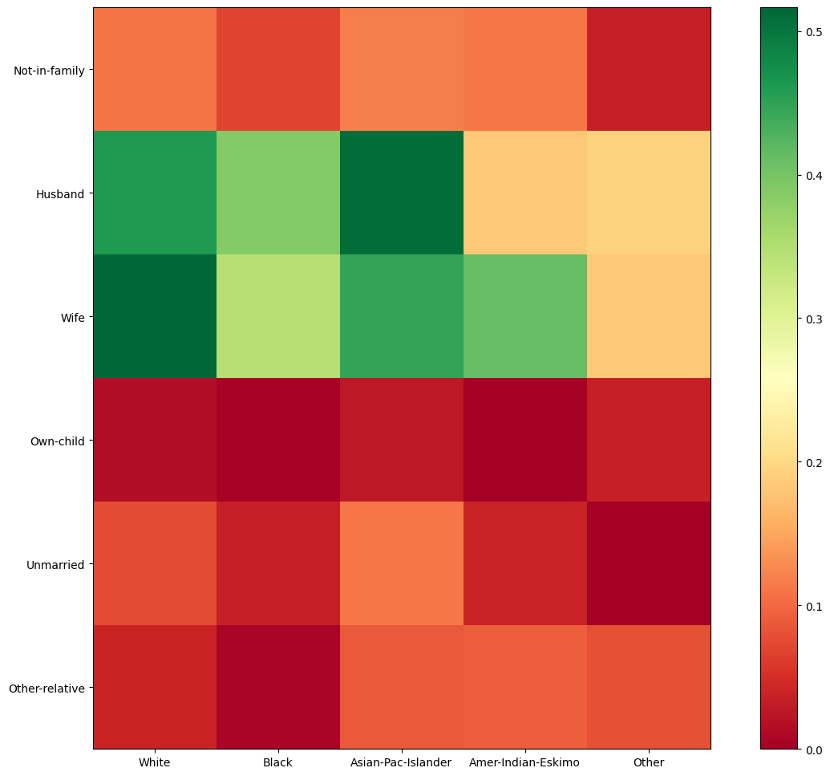 Not-in-family
Husband
Wife
Own-child
Unmarried
Other-relative
White Black Asian-Pac-Islander Amer-Indian-Eskimo Other
0.5
0.4
0.3
0.2
0.1
0.0